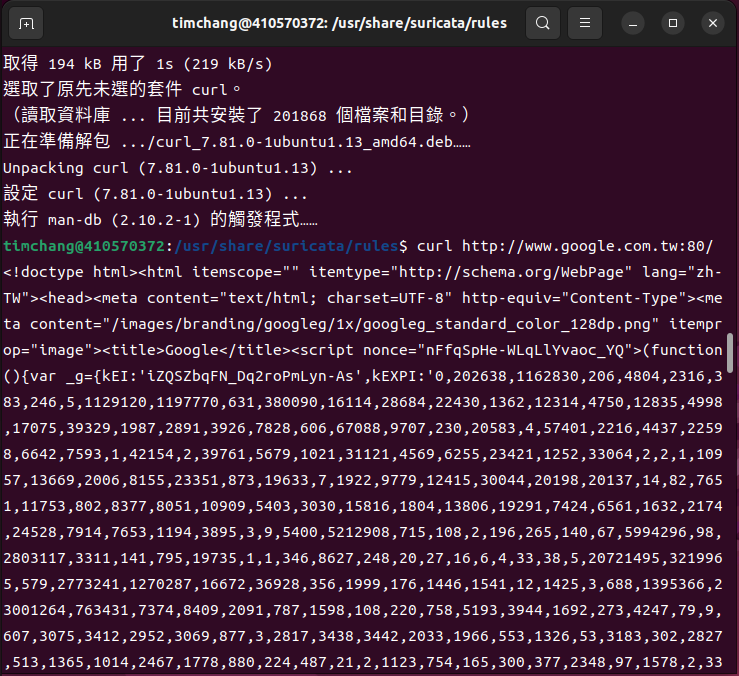 timchang@410570372: /usr/share/suricata/rules
取得 194 kB 用了 1s (219 kB/s)
選取了原先未選的套件 curl。
（讀取資料庫 ... 目前共安裝了 201868 個檔案和目錄。）
正在準備解包 .../curl_7.81.0-1ubuntu1.13_amd64.deb……
Unpacking curl (7.81.0-1ubuntu1.13) ...
設定 curl (7.81.0-1ubuntu1.13) ...
執行 man-db (2.10.2-1) 的觸發程式……
timchang@410570372:/usr/share/suricata/rules$ curl http://www.google.com.tw:80/
<!doctype html><html itemscope="" itemtype="http://schema.org/WebPage" lang="zh-
TW"><head><meta content="text/html; charset=UTF-8" http-equiv="Content-Type"><me
ta content="/images/branding/googleg/1x/googleg_standard_color_128dp.png" itempr
op="image"><title>Google</title><script nonce="nFfqSpHe-WLqLlYvaoc_YQ">(function
(){var _g={kEI:'iZQSZbqFN_Dq2roPmLyn-As',kEXPI:'0,202638,1162830,206,4804,2316,3
83,246,5,1129120,1197770,631,380090,16114,28684,22430,1362,12314,4750,12835,4998
,17075,39329,1987,2891,3926,7828,606,67088,9707,230,20583,4,57401,2216,4437,2259
8,6642,7593,1,42154,2,39761,5679,1021,31121,4569,6255,23421,1252,33064,2,2,1,109
57,13669,2006,8155,23351,873,19633,7,1922,9779,12415,30044,20198,20137,14,82,765
1,11753,802,8377,8051,10909,5403,3030,15816,1804,13806,19291,7424,6561,1632,2174
,24528,7914,7653,1194,3895,3,9,5400,5212908,715,108,2,196,265,140,67,5994296,98,
2803117,3311,141,795,19735,1,1,346,8627,248,20,27,16,6,4,33,38,5,20721495,321996
5,579,2773241,1270287,16672,36928,356,1999,176,1446,1541,12,1425,3,688,1395366,2
3001264,763431,7374,8409,2091,787,1598,108,220,758,5193,3944,1692,273,4247,79,9,
607,3075,3412,2952,3069,877,3,2817,3438,3442,2033,1966,553,1326,53,3183,302,2827
,513,1365,1014,2467,1778,880,224,487,21,2,1123,754,165,300,377,2348,97,1578,2,33